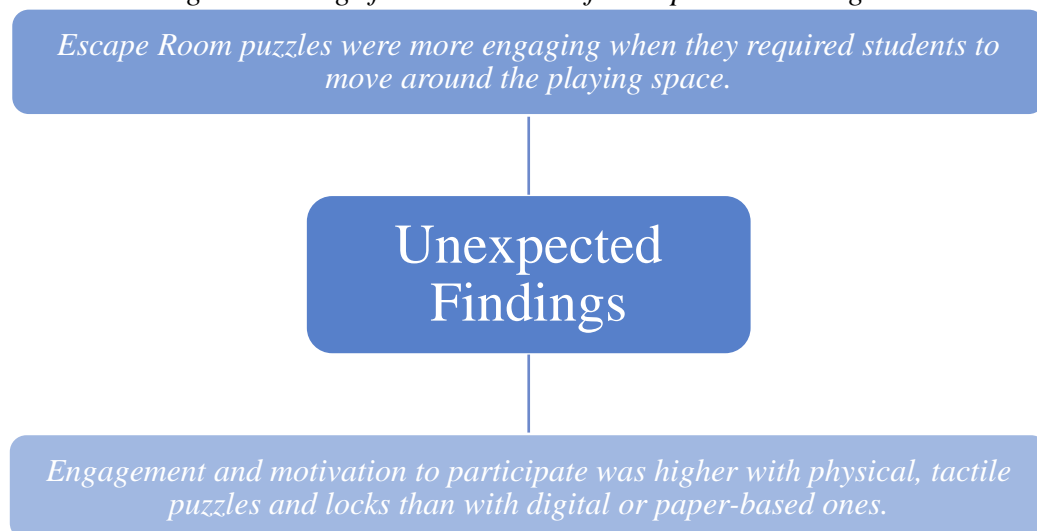 Escape Room puzzles were more engaging when they required students to
move around the playing space.
Unexpected
Findings
Engagement and motivation to participate was higher with physical, tactile
puzzles and locks than with digital or paper-based ones.